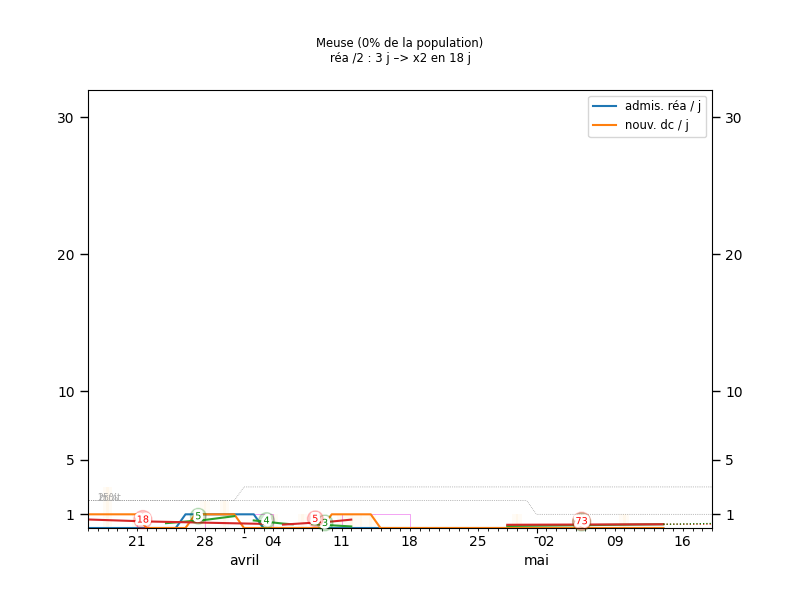 Meuse (0% de la population)
réa /2 : 3 j –> x2 en 18 j
admis. réa / j
nouv. dc / j
30 30
20 20
10 10
5 5
1 1
18 5 4 5 3 73
21 28 04 11 18 25 02 09 16
avril mai